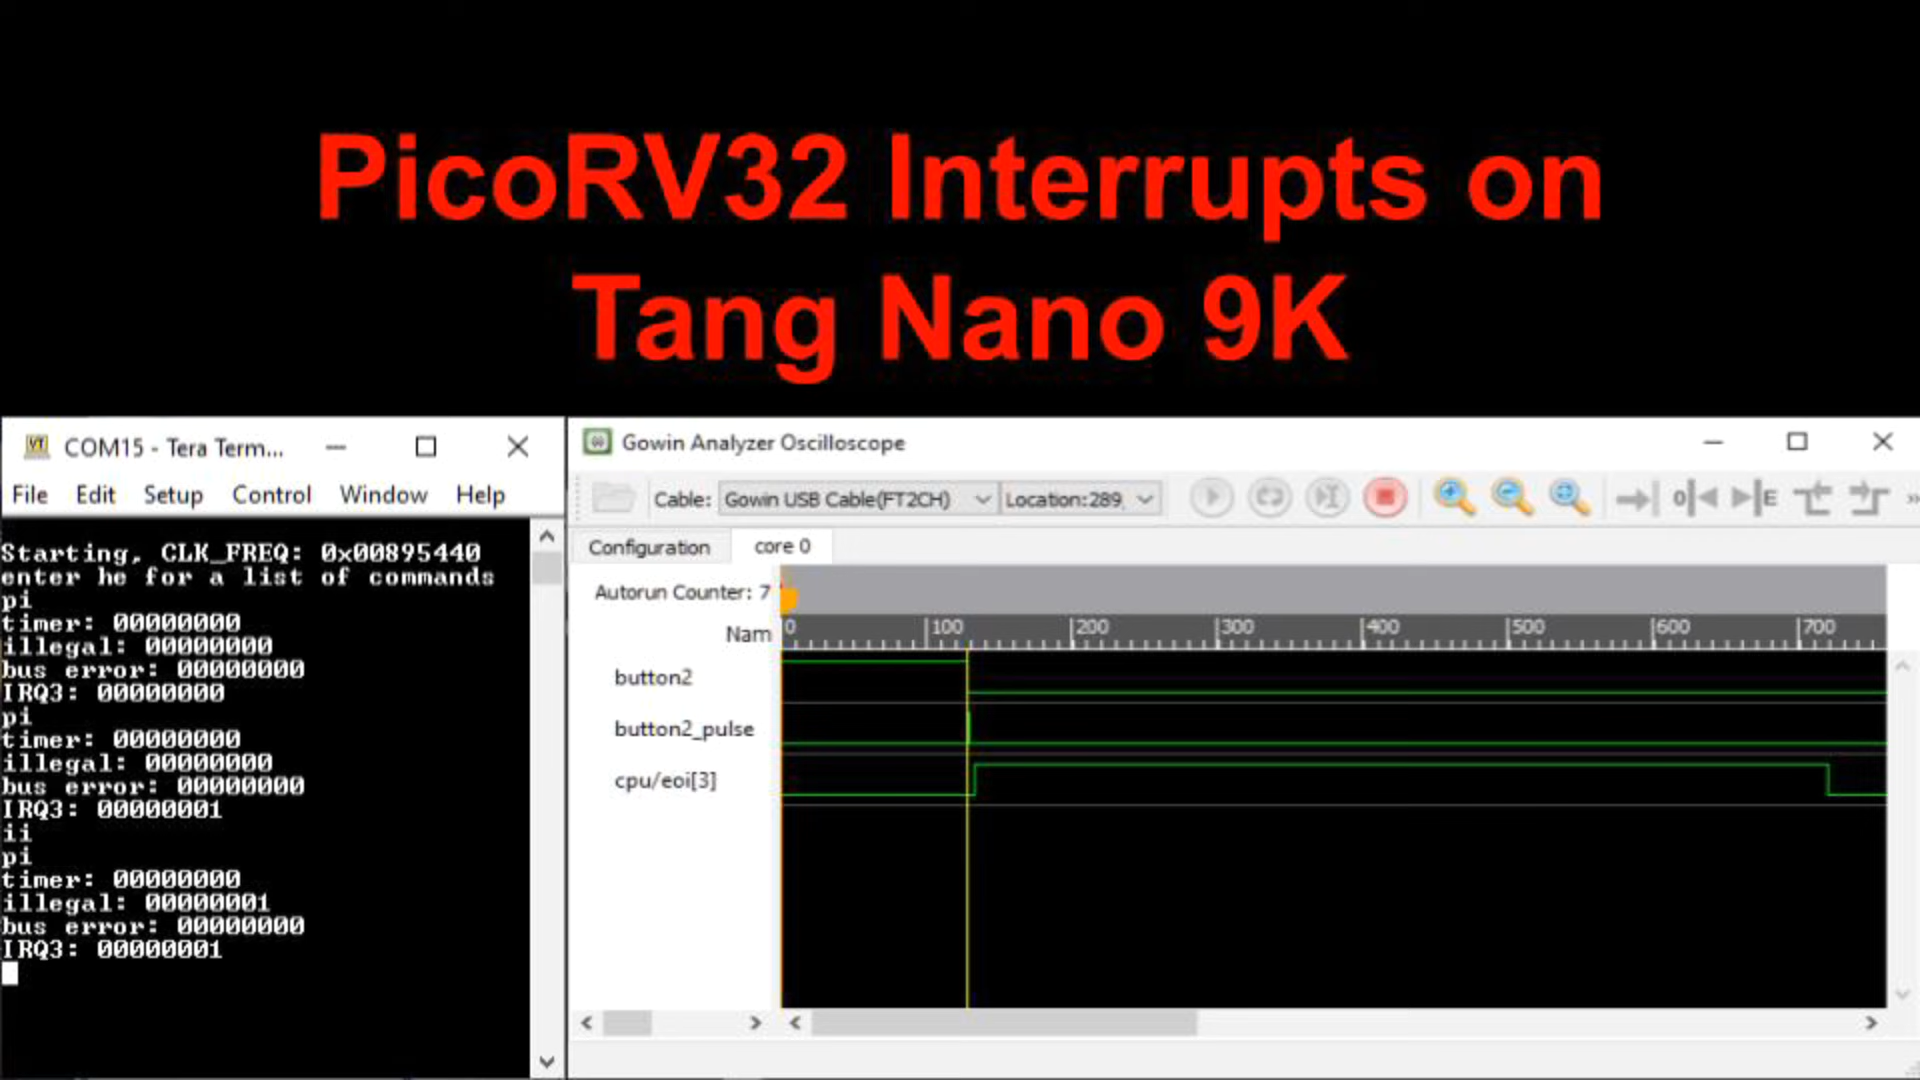 PicoRV32 Interrupts on
Tang Nano 9K
COM15 - Tera Term...
File Edit Setup Control Window Help
Starting, CLK_FREQ: 0x00895440
enter he for a list of commands
pi
timer: 00000000
illegal: 00000000
bus error: 00000000
IRQ3: 00000000
pi
timer: 00000000
illegal: 00000000
bus error: 00000000
IRQ3: 00000001
ii
pi
timer: 00000000
illegal: 00000001
bus error: 00000000
IRQ3: 00000001
Gowin Analyzer Oscilloscope
Cable: Gowin USB Cable(FT2CH) Location:289
Configuration core 0
Autorun Counter: 7
Nam 0 100 200 300 400 500 600 700
button2
button2_pulse
cpu/eoi[3]